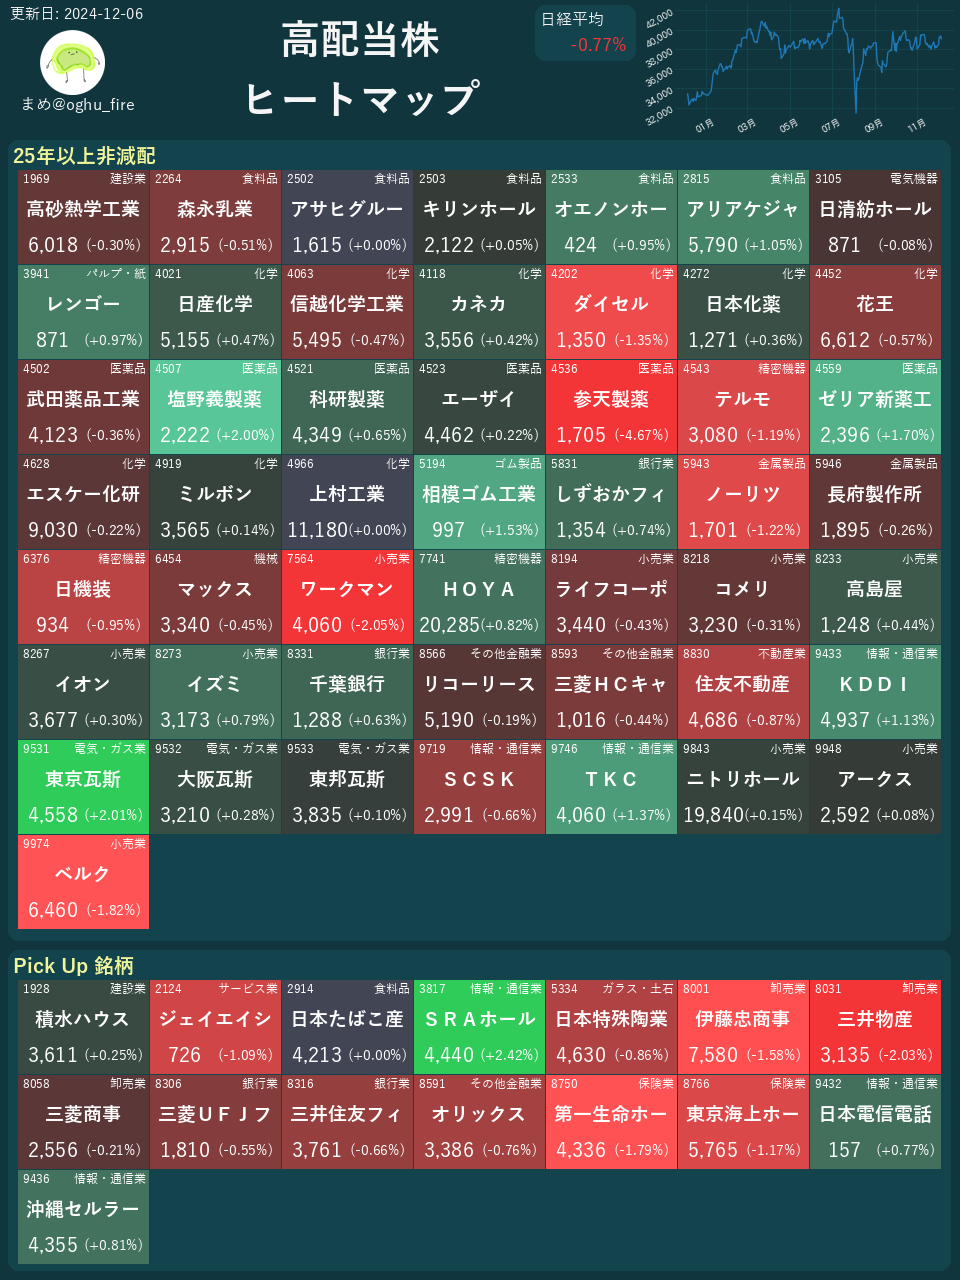 更新日: 2024-12-06
まめ@oghu_fire
高配当株
ヒートマップ
日経平均
-0.77%
42,000
40,000
38,000
36,000
34,000
32,000
01月 03月 05月 07月 09月 11月
25年以上非減配
1969 建設業 2264 食料品 2502 食料品 2503 食料品 2533 食料品 2815 食料品 3105 電気機器
高砂熱学工業 森永乳業 アサヒグルー キリンホール オエノンホー アリアケジャ 日清紡ホール
6,018 (-0.30%) 2,915 (-0.51%) 1,615 (+0.00%) 2,122 (+0.05%) 424 (+0.95%) 5,790 (+1.05%) 871 (-0.08%)
3941 パルプ・紙 4021 化学 4063 化学 4118 化学 4202 化学 4272 化学 4452 化学
レンゴー 日産化学 信越化学工業 カネカ ダイセル 日本化薬 花王
871 (+0.97%) 5,155 (+0.47%) 5,495 (-0.47%) 3,556 (+0.42%) 1,350 (-1.35%) 1,271 (+0.36%) 6,612 (-0.57%)
4502 医薬品 4507 医薬品 4521 医薬品 4523 医薬品 4536 医薬品 4543 精密機器 4559 医薬品
武田薬品工業 塩野義製薬 科研製薬 エーザイ 参天製薬 テルモ ゼリア新薬工
4,123 (-0.36%) 2,222 (+2.00%) 4,349 (+0.65%) 4,462 (+0.22%) 1,705 (-4.67%) 3,080 (-1.19%) 2,396 (+1.70%)
4628 化学 4919 化学 4966 化学 5194 ゴム製品 5831 銀行業 5943 金属製品 5946 金属製品
エスケー化研 ミルボン 上村工業 相模ゴム工業 しずおかフィ ノーリツ 長府製作所
9,030 (-0.22%) 3,565 (+0.14%) 11,180(+0.00%) 997 (+1.53%) 1,354 (+0.74%) 1,701 (-1.22%) 1,895 (-0.26%)
6376 精密機器 6454 機械 7564 小売業 7741 精密機器 8194 小売業 8218 小売業 8233 小売業
日機装 マックス ワークマン ＨＯＹＡ ライフコーポ コメリ 高島屋
934 (-0.95%) 3,340 (-0.45%) 4,060 (-2.05%) 20,285(+0.82%) 3,440 (-0.43%) 3,230 (-0.31%) 1,248 (+0.44%)
8267 小売業 8273 小売業 8331 銀行業 8566 その他金融業 8593 その他金融業 8830 不動産業 9433 情報・通信業
イオン イズミ 千葉銀行 リコーリース 三菱ＨＣキャ 住友不動産 ＫＤＤＩ
3,677 (+0.30%) 3,173 (+0.79%) 1,288 (+0.63%) 5,190 (-0.19%) 1,016 (-0.44%) 4,686 (-0.87%) 4,937 (+1.13%)
9531 電気・ガス業 9532 電気・ガス業 9533 電気・ガス業 9719 情報・通信業 9746 情報・通信業 9843 小売業 9948 小売業
東京瓦斯 大阪瓦斯 東邦瓦斯 ＳＣＳＫ ＴＫＣ ニトリホール アークス
4,558 (+2.01%) 3,210 (+0.28%) 3,835 (+0.10%) 2,991 (-0.66%) 4,060 (+1.37%) 19,840(+0.15%) 2,592 (+0.08%)
9974 小売業
ベルク
6,460 (-1.82%)
Pick Up 銘柄
1928 建設業 2124 サービス業 2914 食料品 3817 情報・通信業 5334 ガラス・土石 8001 卸売業 8031 卸売業
積水ハウス ジェイエイシ 日本たばこ産 ＳＲＡホール 日本特殊陶業 伊藤忠商事 三井物産
3,611 (+0.25%) 726 (-1.09%) 4,213 (+0.00%) 4,440 (+2.42%) 4,630 (-0.86%) 7,580 (-1.58%) 3,135 (-2.03%)
8058 卸売業 8306 銀行業 8316 銀行業 8591 その他金融業 8750 保険業 8766 保険業 9432 情報・通信業
三菱商事 三菱ＵＦＪフ 三井住友フィ オリックス 第一生命ホー 東京海上ホー 日本電信電話
2,556 (-0.21%) 1,810 (-0.55%) 3,761 (-0.66%) 3,386 (-0.76%) 4,336 (-1.79%) 5,765 (-1.17%) 157 (+0.77%)
9436 情報・通信業
沖縄セルラー
4,355 (+0.81%)